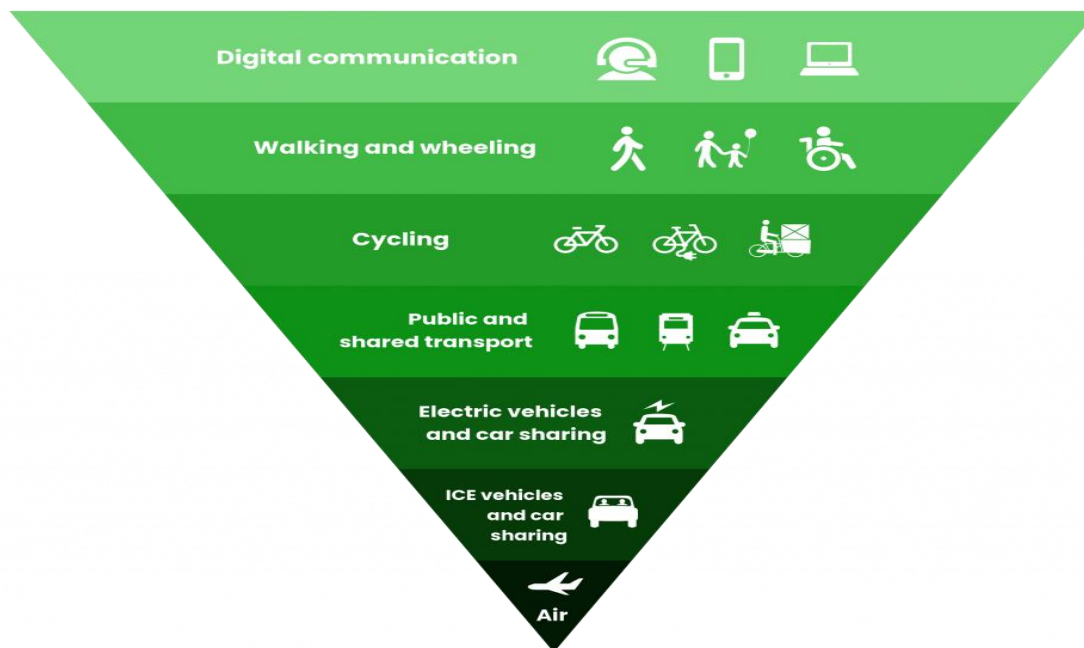 Digital communication
Walking and wheeling
Cycling
Public and
shared transport
Electric vehicles
and car sharing
ICE vehicles
and car
sharing
Air